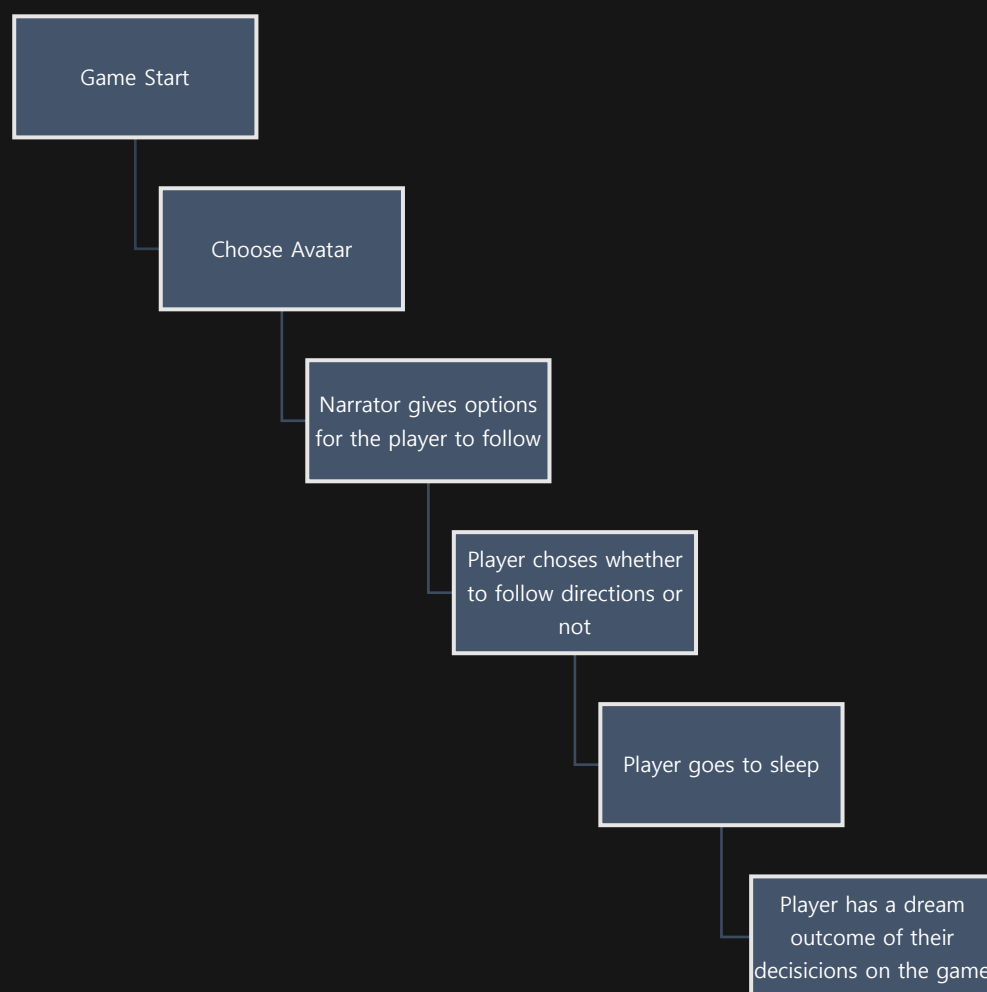 Game Start
Choose Avatar
Narrator gives options
for the player to follow
Player choses whether
to follow directions or
not
Player goes to sleep
Player has a dream
outcome of their
decisicions on the game